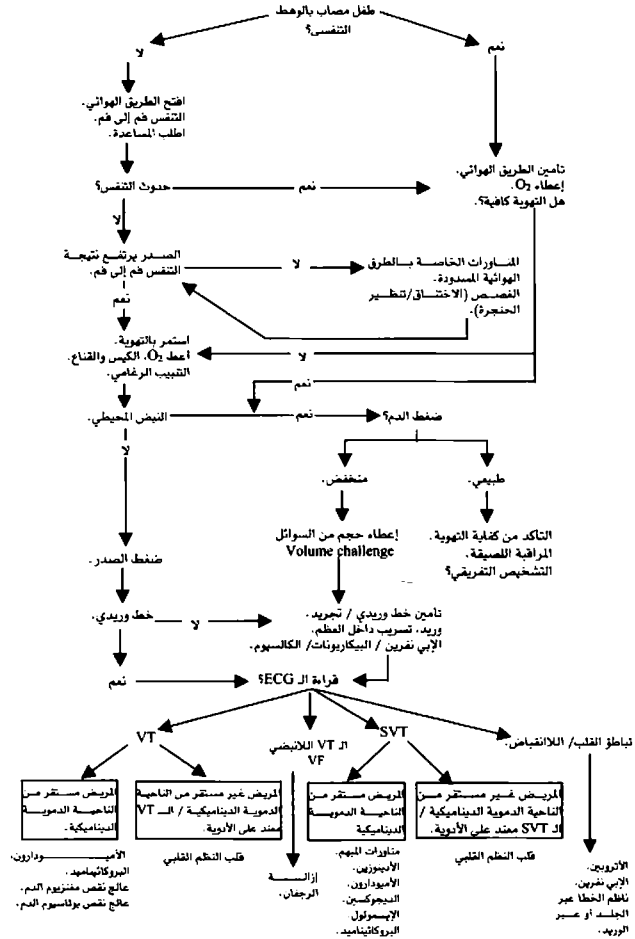 طفل مصاب بالوهط
التنفسي؟
لا
نعم
افتح الطريق الهوائي.
التنفس فم إلى فم.
اطلب المساعدة.
تأمين الطريق الهوائي.
إعطاء O₂.
هل التهوية كافية؟.
حدوث التنفس؟
نعم
لا
الصدر يرتفع نتيجة
التنفس فم إلى فم.
لا
المناورات الخاصة بالطرق
الهوائية المسدودة.
الغصص (الاختناق/تنظير
الحنجرة).
نعم
استمر بالتهوية.
أعط O₂، الكيس والقناع.
التنبيب الرغامي.
لا
نعم
النبض المحيطي.
نعم
ضغط الدم؟
لا
منخفض.
طبيعي.
إعطاء حجم من السوائل
Volume challenge
التأكد من كفاية التهوية.
المراقبة اللصيقة.
التشخيص التفريقي؟
ضغط الصدر.
خط وريدي.
لا
تأمين خط وريدي / تجريد.
وريد، تسريب داخل العظم.
الإبي نفرين / البيكاربونات/ الكالسيوم.
نعم
قراءة الـ ECG؟
VT
الـ VT اللانبضي
VF
SVT
تباطؤ القلب/ اللاانقباض.
المريض مستقر من
الناحية الدموية
الديناميكية.
المريض غير مستقر من الناحية
الدموية الديناميكية / الـ VT
معند على الأدوية.
المريض مستقر من
الناحية الدموية
الديناميكية
المريض غير مستقر من
الناحية الدموية الديناميكية /
الـ SVT معند على الأدوية.
الأميودارون.
البروكائيناميد.
عالج نقص مغنزيوم الدم.
عالج نقص بوتاسيوم الدم.
قلب النظم القلبي
إزالة
الرجفان.
مناورات المبهم.
الأدينوزين.
الأميودارون.
الديجوكسين.
الإيسمولول.
البروكائيناميد.
قلب النظم القلبي
الأتروبين.
الإبي نفرين.
ناظم الخطا عبر
الجلد أو عبر
الوريد.